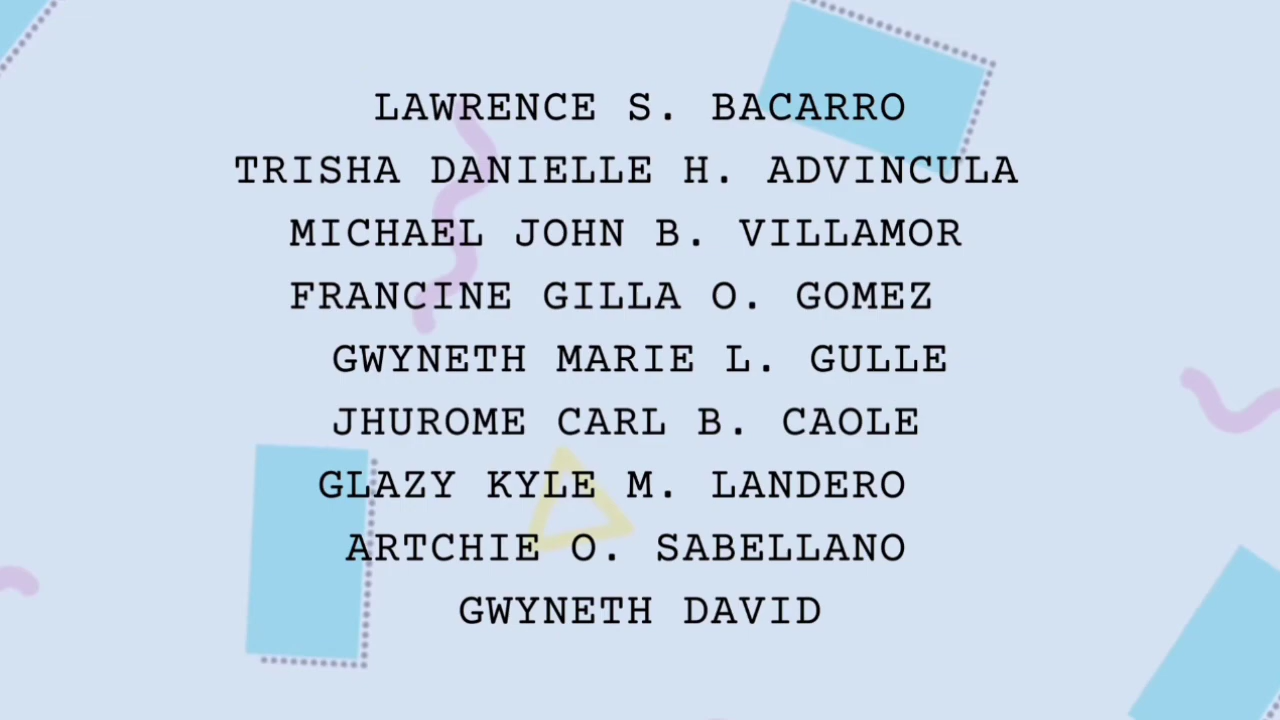 LAWRENCE S. BACARRO
TRISHA DANIELLE H. ADVINCULA
MICHAEL JOHN B. VILLAMOR
FRANCINE GILLA O. GOMEZ
GWYNETH MARIE L. GULLE
JHUROME CARL B. CAOLE
GLAZY KYLE M. LANDERO
ARTCHIE O. SABELLANO
GWYNETH DAVID